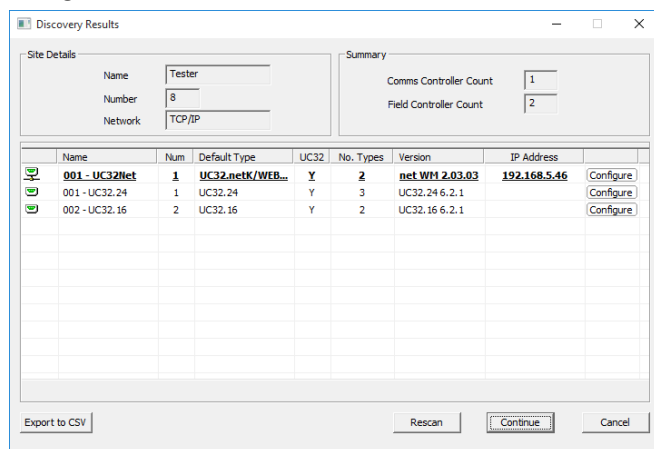 Discovery Results
Site Details
Name Tester
Number 8
Network TCP/IP
Summary
Comms Controller Count 1
Field Controller Count 2
Name Num Default Type UC32 No. Types Version IP Address
001 - UC32Net 1 UC32.netK/WEB... Y 2 net WM 2.03.03 192.168.5.46 Configure
001 - UC32.24 1 UC32.24 Y 3 UC32.24 6.2.1 Configure
002 - UC32.16 2 UC32.16 Y 2 UC32.16 6.2.1 Configure
Export to CSV Rescan Continue Cancel